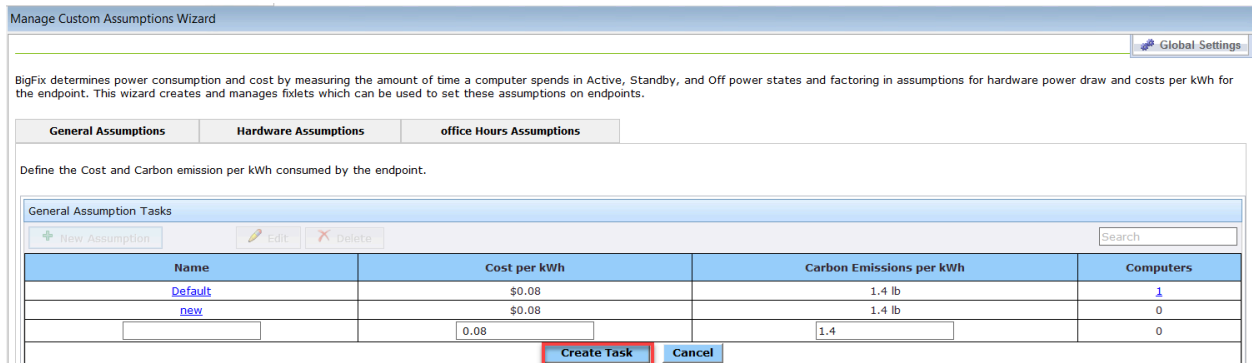 Manage Custom Assumptions Wizard
Global Settings
BigFix determines power consumption and cost by measuring the amount of time a computer spends in Active, Standby, and Off power states and factoring in assumptions for hardware power draw and costs per kWh for
the endpoint. This wizard creates and manages fixlets which can be used to set these assumptions on endpoints.
General Assumptions Hardware Assumptions office Hours Assumptions
Define the Cost and Carbon emission per kWh consumed by the endpoint.
General Assumption Tasks
New Assumption Edit Delete Search
Name Cost per kWh Carbon Emissions per kWh Computers
Default $0.08 1.4 lb 1
new $0.08 1.4 lb 0
0.08 1.4 0
Create Task Cancel